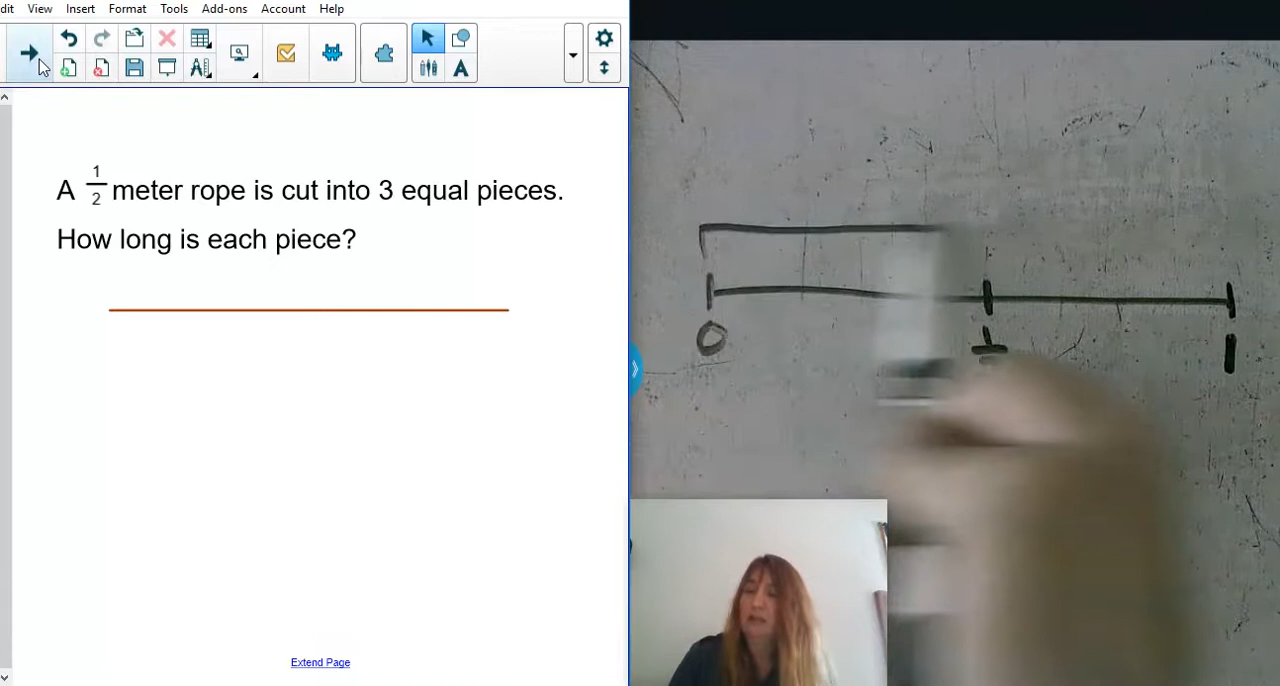 dit View Insert Format Tools Add-ons Account Help
A
A 1/2 meter rope is cut into 3 equal pieces.
How long is each piece?
Extend Page
0 1 1